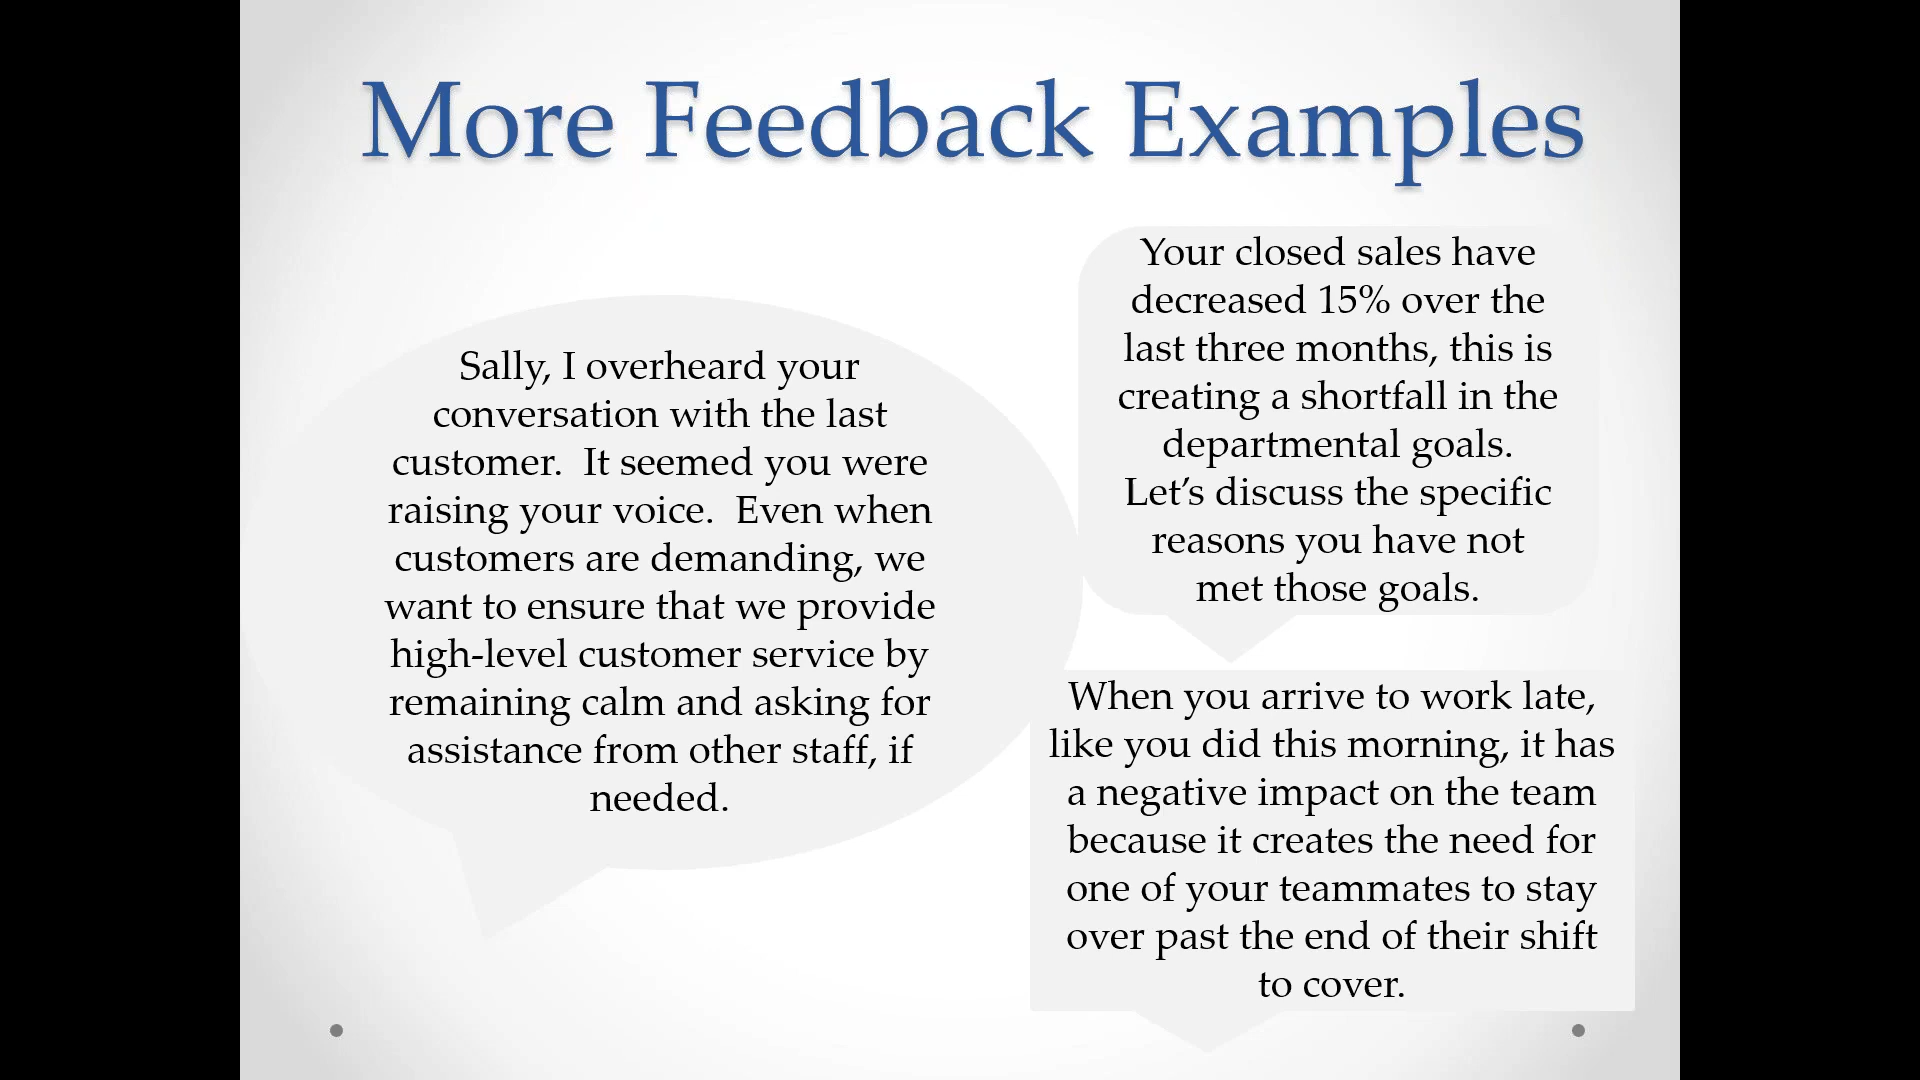 More Feedback Examples
Sally, I overheard your
conversation with the last
customer.  It seemed you were
raising your voice.  Even when
customers are demanding, we
want to ensure that we provide
high-level customer service by
remaining calm and asking for
assistance from other staff, if
needed.
Your closed sales have
decreased 15% over the
last three months, this is
creating a shortfall in the
departmental goals.
Let’s discuss the specific
reasons you have not
met those goals.
When you arrive to work late,
like you did this morning, it has
a negative impact on the team
because it creates the need for
one of your teammates to stay
over past the end of their shift
to cover.